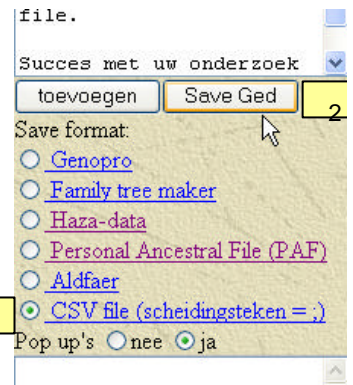 file.
Succes met uw onderzoek
toevoegen Save Ged 2
Save format:
Genopro
Family tree maker
Haza-data
Personal Ancestral File (PAF)
Aldfaer
CSV file (scheidingsteken = ;)
Pop up's nee ja